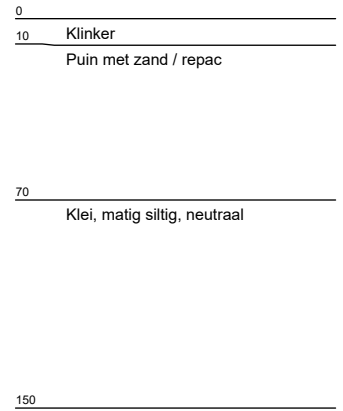 0
10 Klinker
Puin met zand / repac
70
Klei, matig siltig, neutraal
150